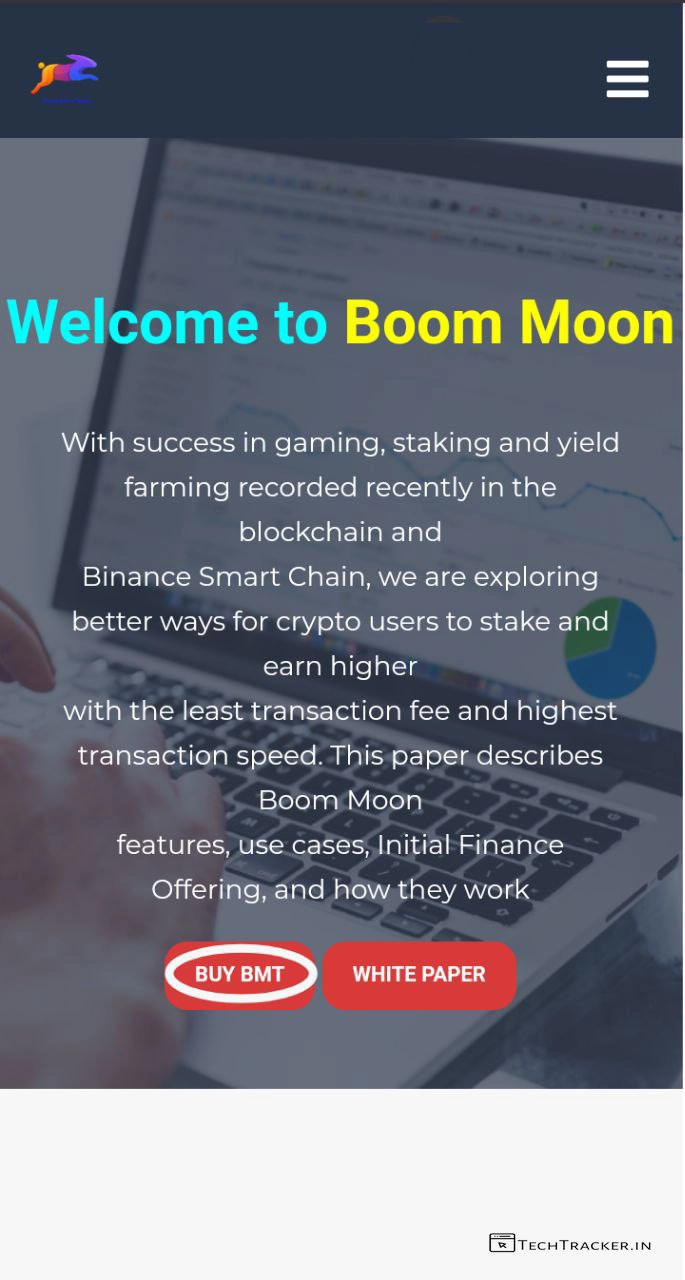 Welcome to Boom Moon
With success in gaming, staking and yield
farming recorded recently in the
blockchain and
Binance Smart Chain, we are exploring
better ways for crypto users to stake and
earn higher
with the least transaction fee and highest
transaction speed. This paper describes
Boom Moon
features, use cases, Initial Finance
Offering, and how they work
BUY BMT WHITE PAPER
TECHTRACKER.IN